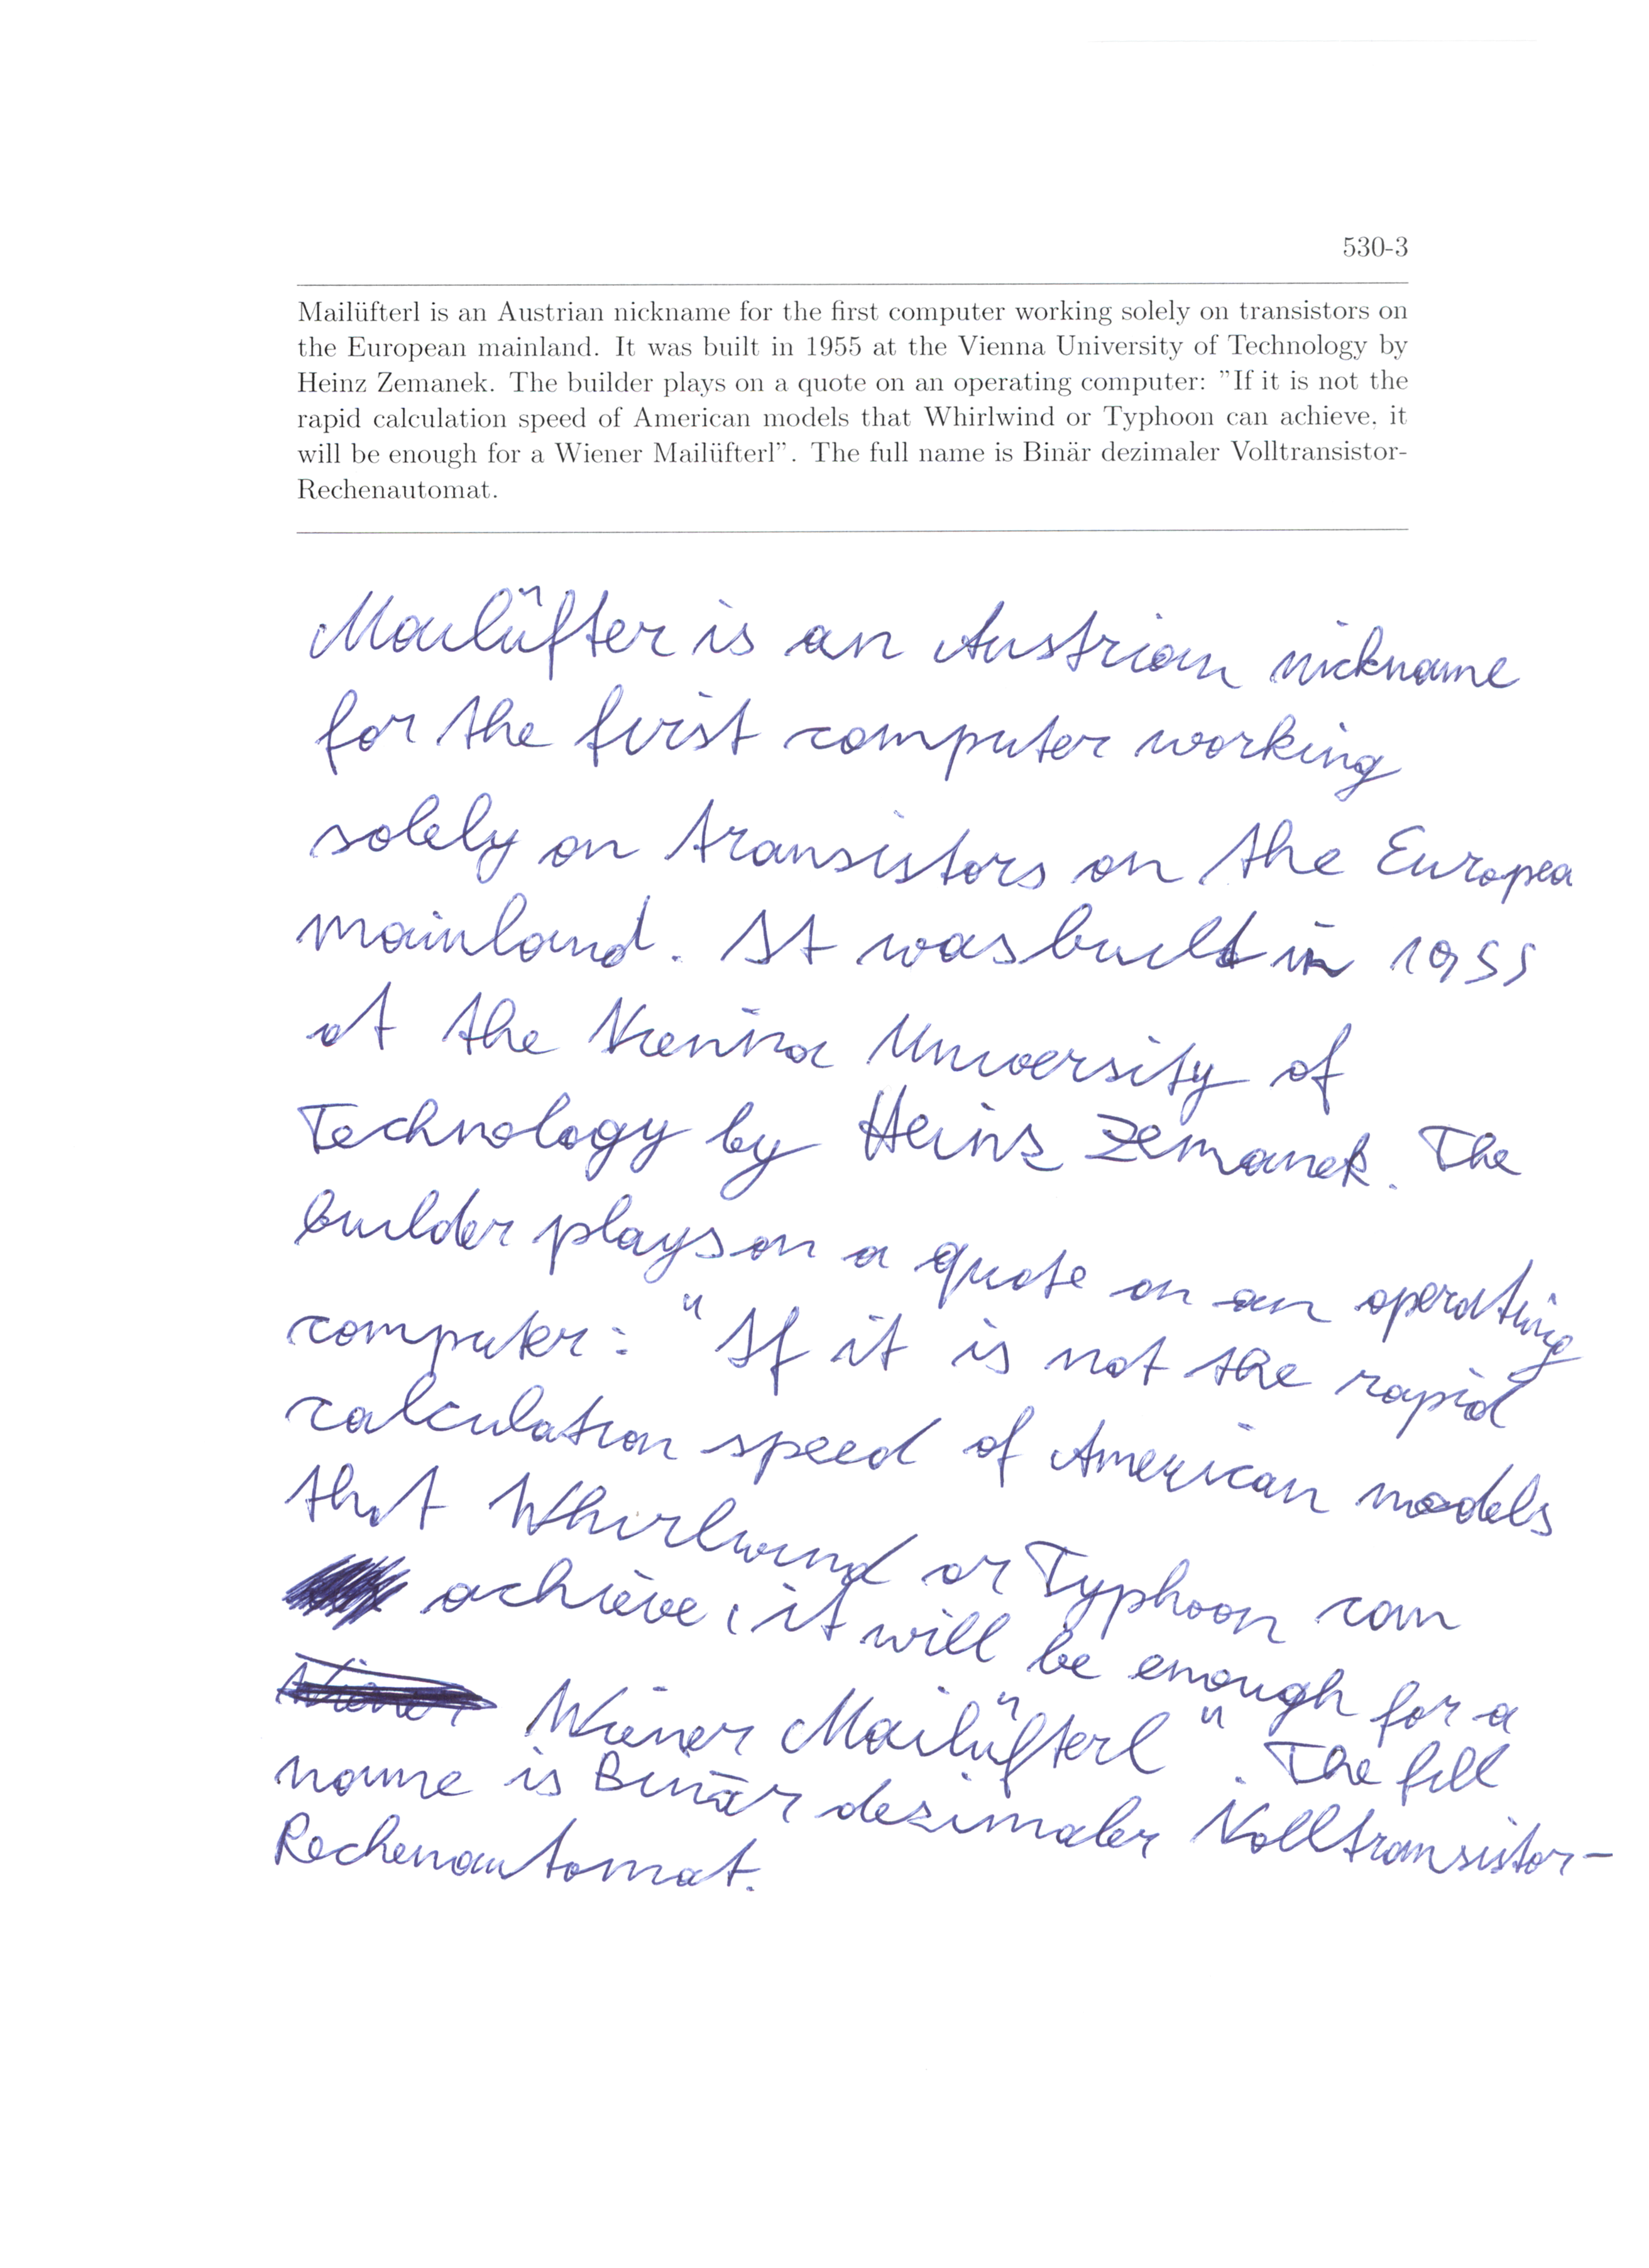 530-3
Mailüfterl is an Austrian nickname for the first computer working solely on transistors on
the European mainland. It was built in 1955 at the Vienna University of Technology by
Heinz Zemanek. The builder plays on a quote on an operating computer: ”If it is not the
rapid calculation speed of American models that Whirlwind or Typhoon can achieve, it
will be enough for a Wiener Mailüfterl”. The full name is Binär dezimaler Volltransistor-
Rechenautomat.
Mailüfter is an Austrian nickname
for the first computer working
solely on transistors on the Europea
mainland. It was built in 1955
at the Vienna University of
Technology by Heinz Zemanek. The
builder plays on a quote on an operating
computer: "If it is not the rapid
calculation speed of American models
that Whirlwind or Typhoon can
achieve, it will be enough for a
Wiener Mailüfterl". The full
name is Binär dezimaler Volltransistor-
Rechenautomat.